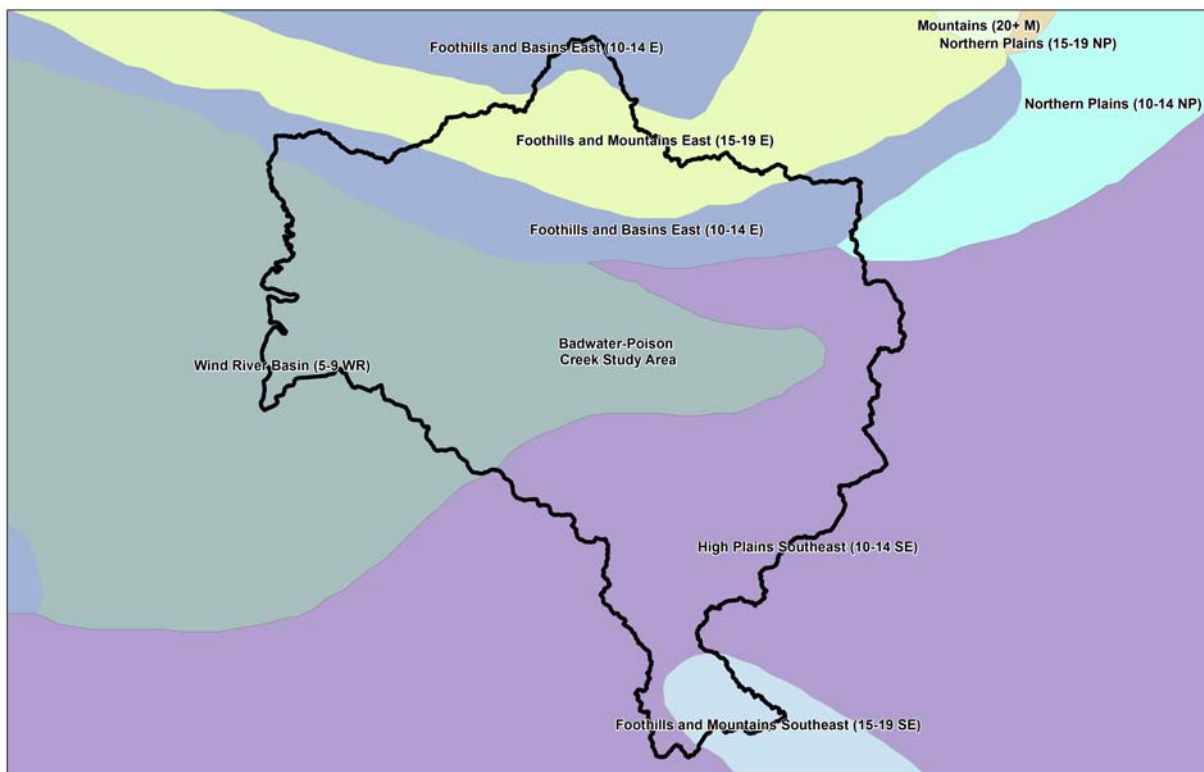 Mountains (20+ M)
Foothills and Basins East (10-14 E)
Northern Plains (15-19 NP)
Northern Plains (10-14 NP)
Foothills and Mountains East (15-19 E)
Foothills and Basins East (10-14 E)
Badwater-Poison
Creek Study Area
Wind River Basin (5-9 WR)
High Plains Southeast (10-14 SE)
Foothills and Mountains Southeast (15-19 SE)